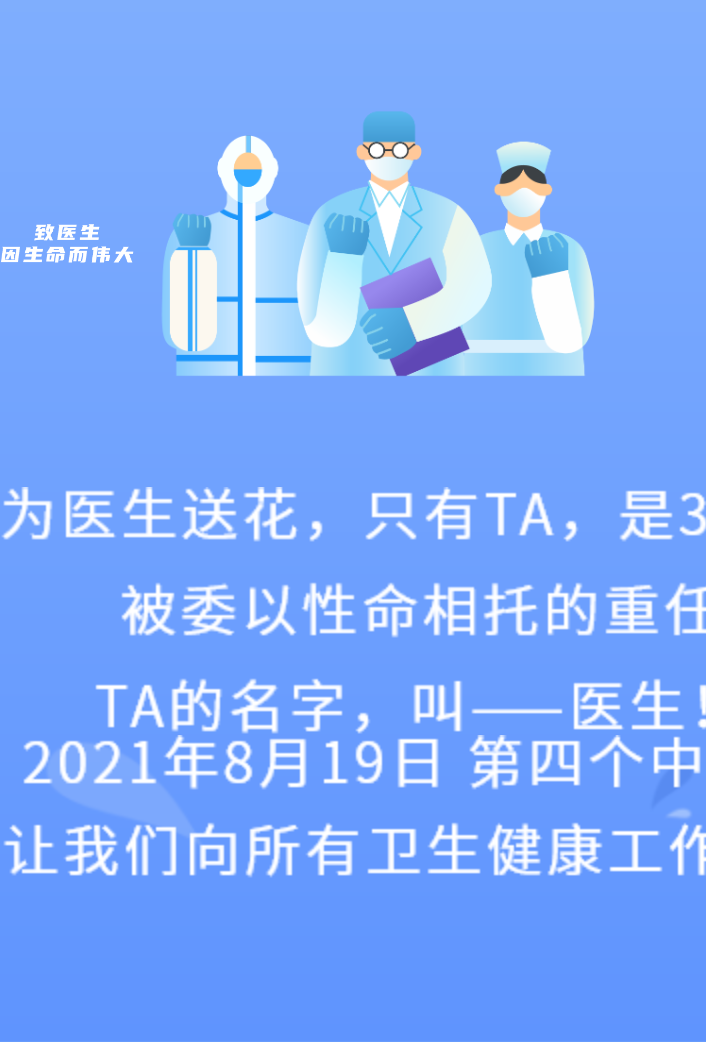 致医生
因生命而伟大
为医生送花，只有TA，是3
被委以性命相托的重任
TA的名字，叫——医生！
2021年8月19日 第四个中
让我们向所有卫生健康工作